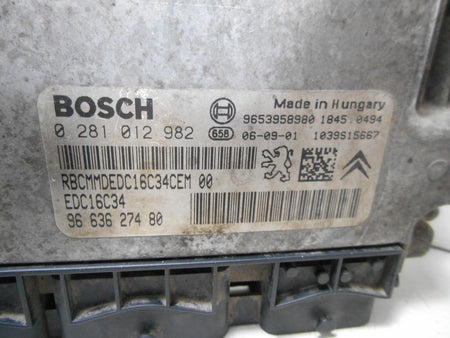 BOSCH
Made in Hungary
9653958980 1845.0494
0 281 012 982 658 06-09-01 1039S15667
RBCMMDEDC16C34CEM 00
EDC16C34
96 636 274 80